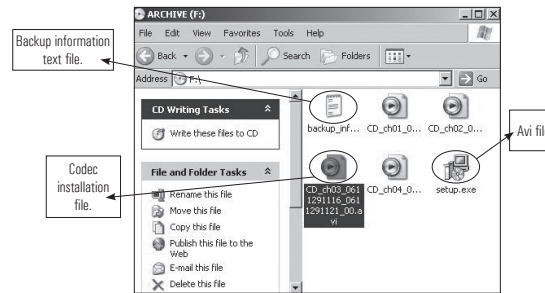 ARCHIVE (F:)
File Edit View Favorites Tools Help
Back Search Folders
Address F:\ Go
Backup information
text file.
CD Writing Tasks
Write these files to CD
File and Folder Tasks
Rename this file
Move this file
Copy this file
Publish this file to the
Web
E-mail this file
Delete this file
backup_inf... CD_ch01_0... CD_ch02_0...
CD_ch03_061
1291116_061
1291121_00.a
vi
CD_ch04_0... setup.exe
Codec
installation
file.
Avi fil